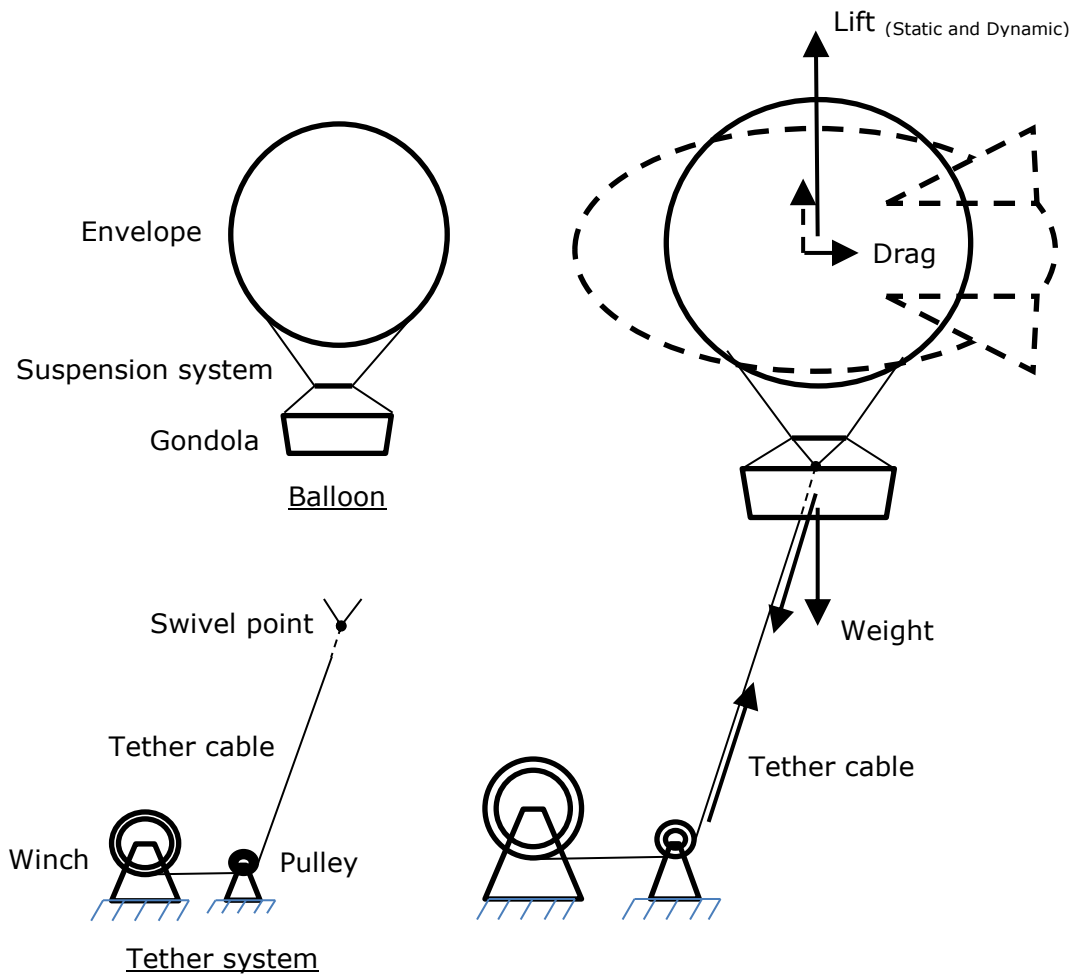 Lift (Static and Dynamic)
Envelope
Drag
Suspension system
Gondola
Balloon
Swivel point
Weight
Tether cable
Tether cable
Winch
Pulley
Tether system